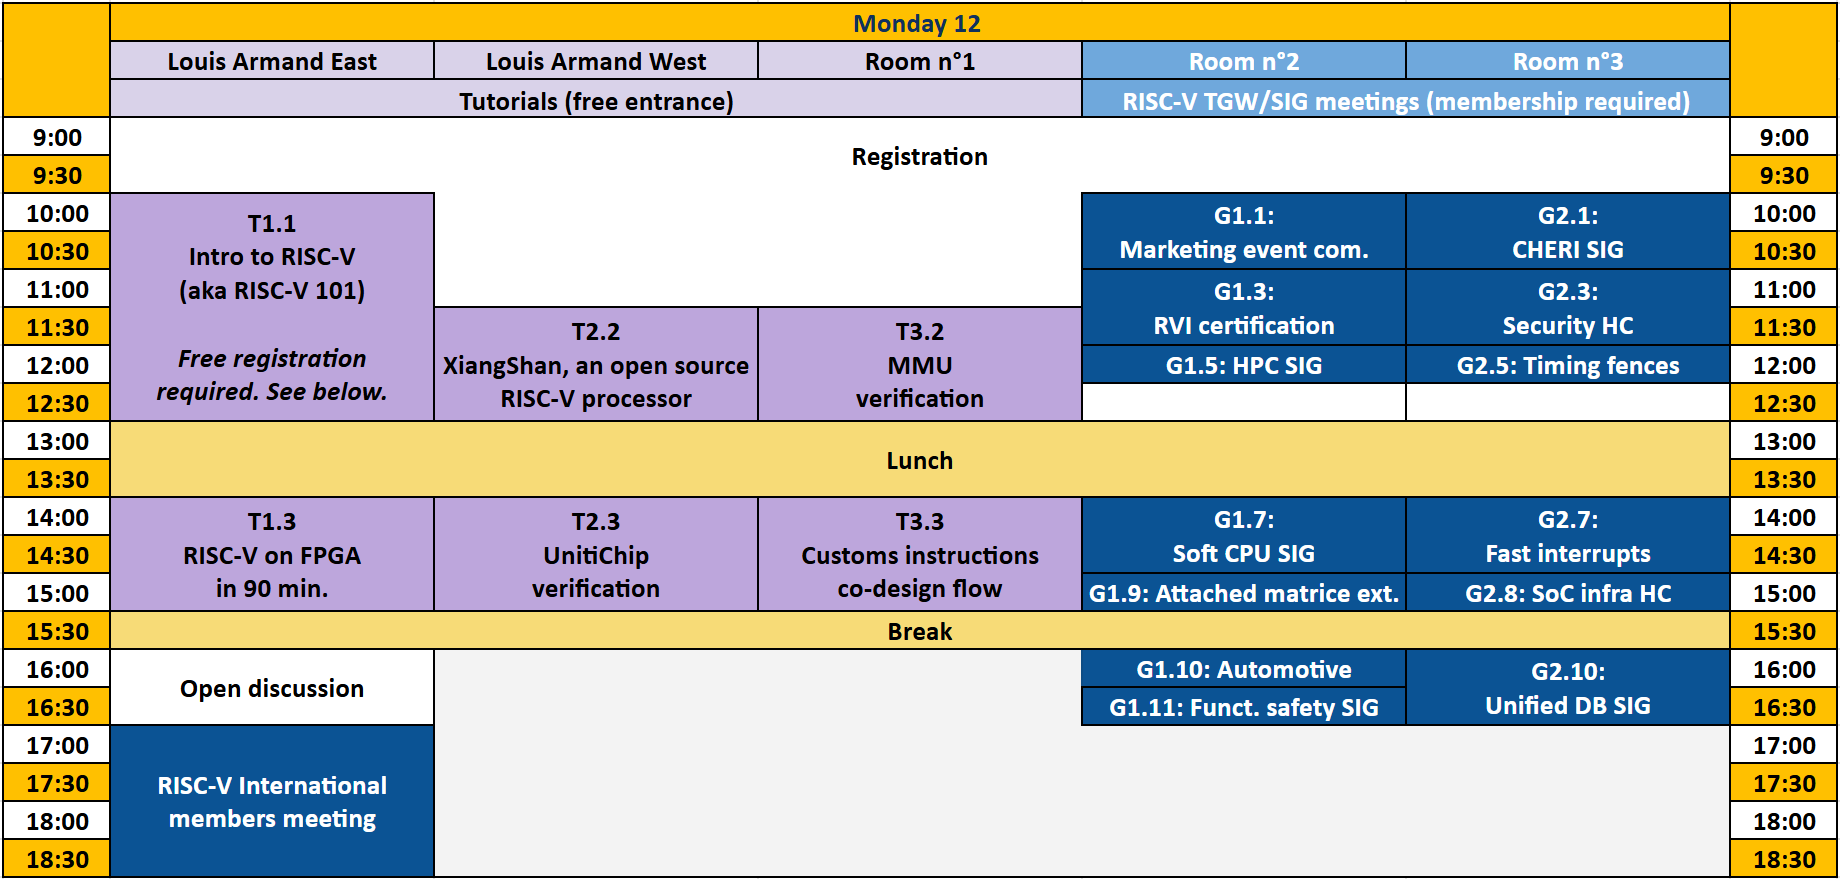 Monday 12
Louis Armand East
Louis Armand West
Room n°1
Room n°2
Room n°3
Tutorials (free entrance)
RISC-V TGW/SIG meetings (membership required)
9:00
Registration
9:00
9:30
9:30
10:00
T1.1
Intro to RISC-V
(aka RISC-V 101)
Free registration
required. See below.
G1.1:
Marketing event com.
G2.1:
CHERI SIG
10:00
10:30
10:30
11:00
G1.3:
RVI certification
G2.3:
Security HC
11:00
11:30
T2.2
XiangShan, an open source
RISC-V processor
T3.2
MMU
verification
11:30
12:00
G1.5: HPC SIG
G2.5: Timing fences
12:00
12:30
12:30
13:00
Lunch
13:00
13:30
13:30
14:00
T1.3
RISC-V on FPGA
in 90 min.
T2.3
UnitiChip
verification
T3.3
Customs instructions
co-design flow
G1.7:
Soft CPU SIG
G2.7:
Fast interrupts
14:00
14:30
14:30
15:00
G1.9: Attached matrice ext.
G2.8: SoC infra HC
15:00
15:30
Break
15:30
16:00
Open discussion
G1.10: Automotive
G2.10:
Unified DB SIG
16:00
16:30
G1.11: Funct. safety SIG
16:30
17:00
RISC-V International
members meeting
17:00
17:30
17:30
18:00
18:00
18:30
18:30